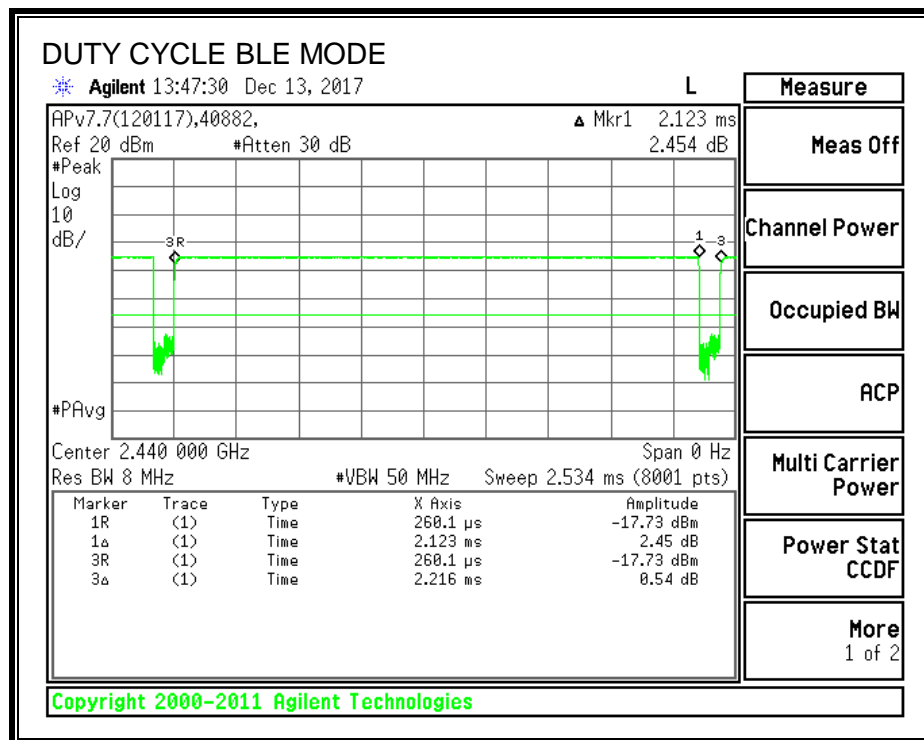 DUTY CYCLE BLE MODE
Agilent 13:47:30 Dec 13, 2017 L
APv7.7(120117),40882, Δ Mkr1 2.123 ms
Ref 20 dBm #Atten 30 dB 2.454 dB
#Peak
Log
10
dB/
3R
1
3
#PAvg
Center 2.440 000 GHz Span 0 Hz
Res BW 8 MHz #VBW 50 MHz Sweep 2.534 ms (8001 pts)
Marker Trace Type X Axis Amplitude
1R (1) Time 260.1 µs -17.73 dBm
1Δ (1) Time 2.123 ms 2.45 dB
3R (1) Time 260.1 µs -17.73 dBm
3Δ (1) Time 2.216 ms 0.54 dB
Copyright 2000-2011 Agilent Technologies
Measure
Meas Off
Channel Power
Occupied BW
ACP
Multi Carrier
Power
Power Stat
CCDF
More
1 of 2